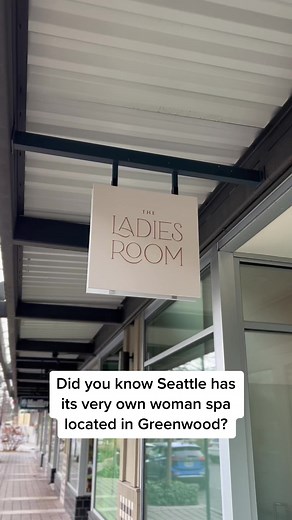 THE
LADIES
ROOM
Did you know Seattle has
its very own woman spa
located in Greenwood?